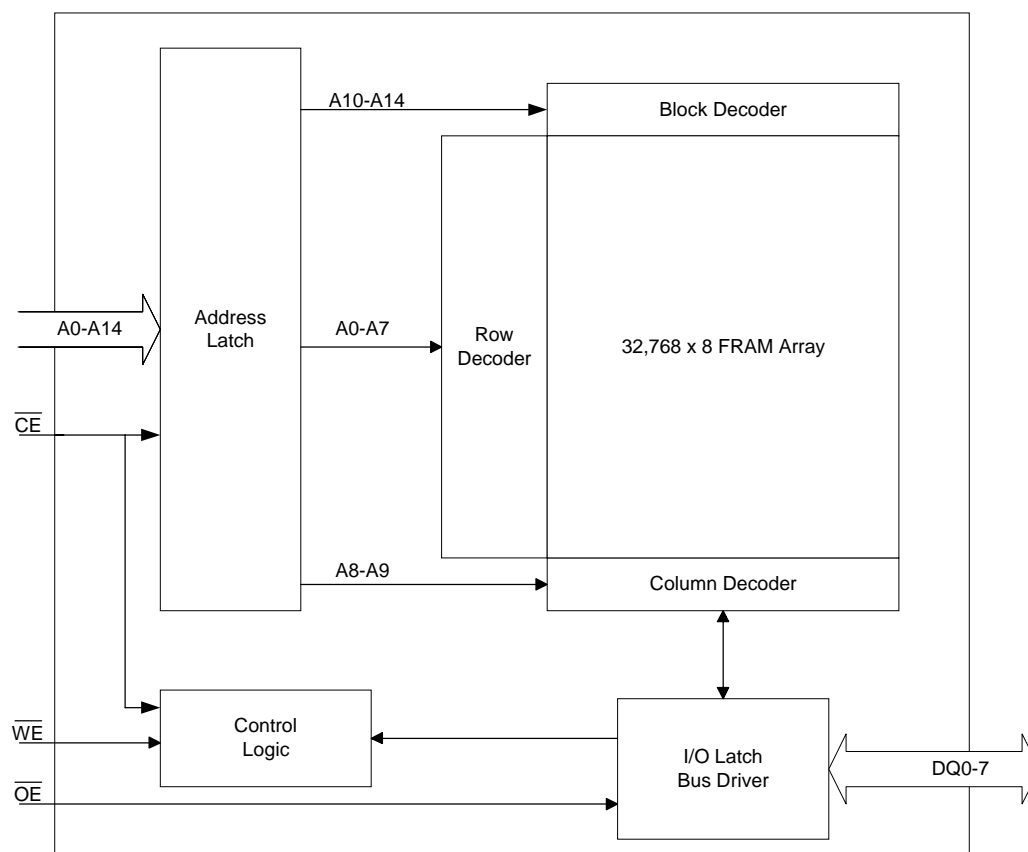 A10-A14
Block Decoder
A0-A14
Address
Latch
A0-A7
Row
Decoder
32,768 x 8 FRAM Array
CE
A8-A9
Column Decoder
WE
Control
Logic
I/O Latch
Bus Driver
DQ0-7
OE